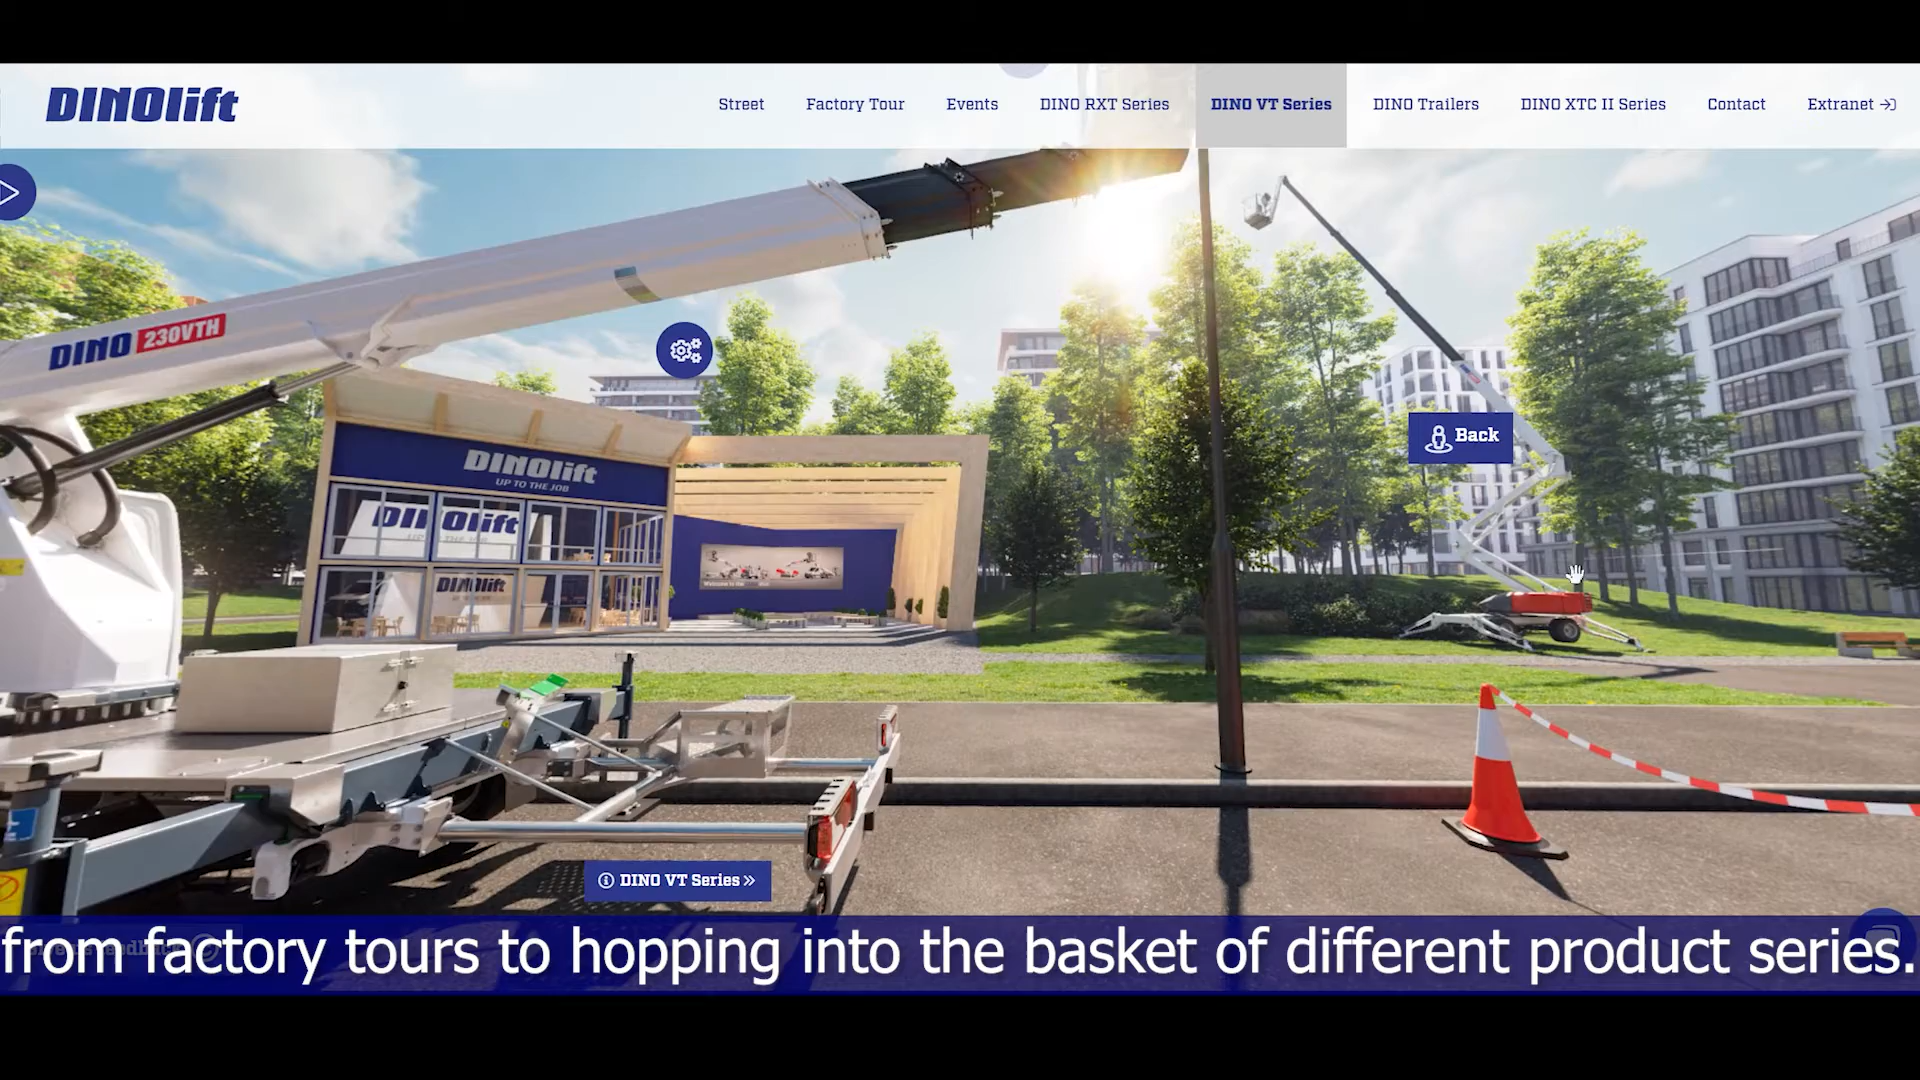 DINOlift
Street
Factory Tour
Events
DINO RXT Series
DINO VT Series
DINO Trailers
DINO XTC II Series
Contact
Extranet
DINO 230VTH
Back
DINOlift
UP TO THE JOB
DINOlift
DINOlift
DINO VT Series »
from factory tours to hopping into the basket of different product series.